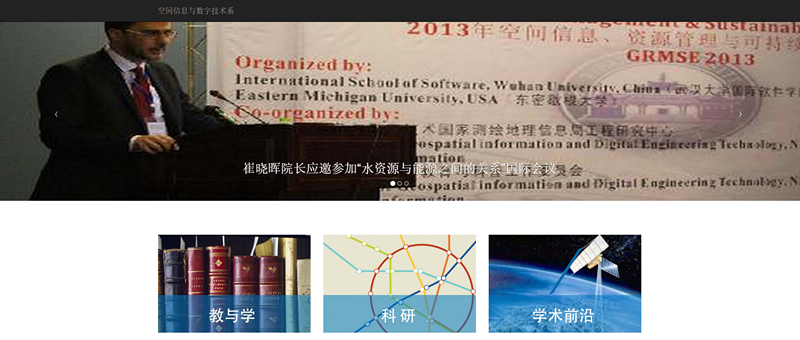 空间信息与数字技术系
2013年空间信息、资源管理与可持续
GRMSE 2013
Organized by:
International School of Software, Wuhan University, China (武汉大学国际软件学院
Eastern Michigan University, USA (东密歇根大学)
Co-organized by:
术国家测绘地理信息局工程研究中心
eospatial information and Digital Engineering Technology, N
崔晓晖院长应邀参加“水资源与能源之间的关系”国际会议
Geospatial information and Digital Engineering Technology, N
教与学
科 研
学术前沿